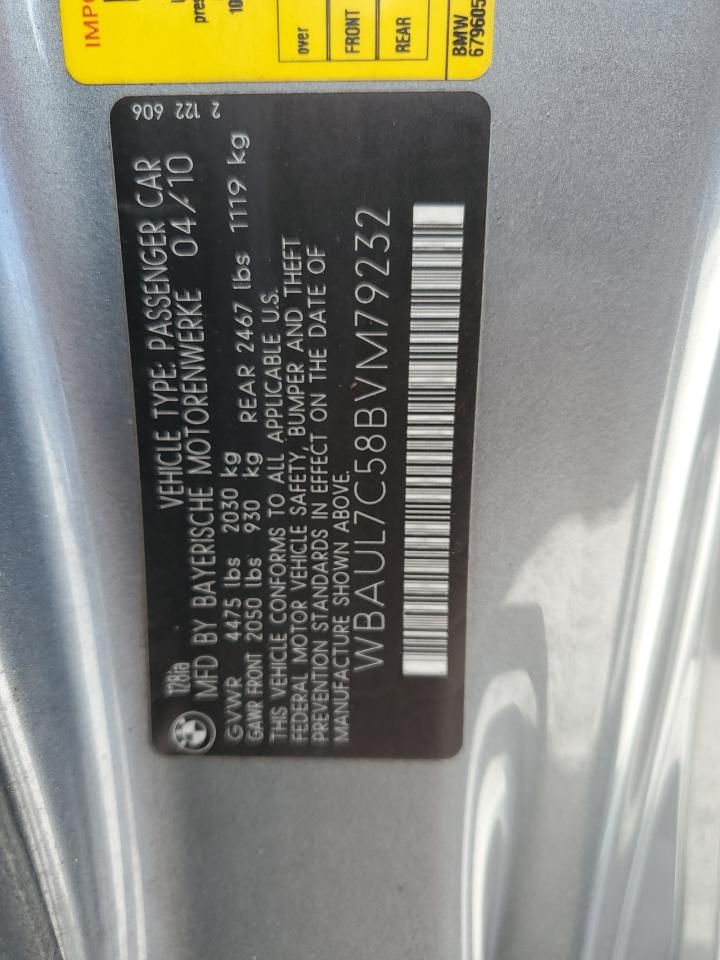 IMPO
over
FRONT
REAR
BMW
679605
128ia VEHICLE TYPE: PASSENGER CAR 2 122 606
MFD BY BAYERISCHE MOTORENWERKE 04/10
GVWR 4475 lbs 2030 kg
GAWR FRONT 2050 lbs 930 kg REAR 2467 lbs 1119 kg
THIS VEHICLE CONFORMS TO ALL APPLICABLE U.S.
FEDERAL MOTOR VEHICLE SAFETY, BUMPER AND THEFT
PREVENTION STANDARDS IN EFFECT ON THE DATE OF
MANUFACTURE SHOWN ABOVE.
WBAUL7C58BVM79232